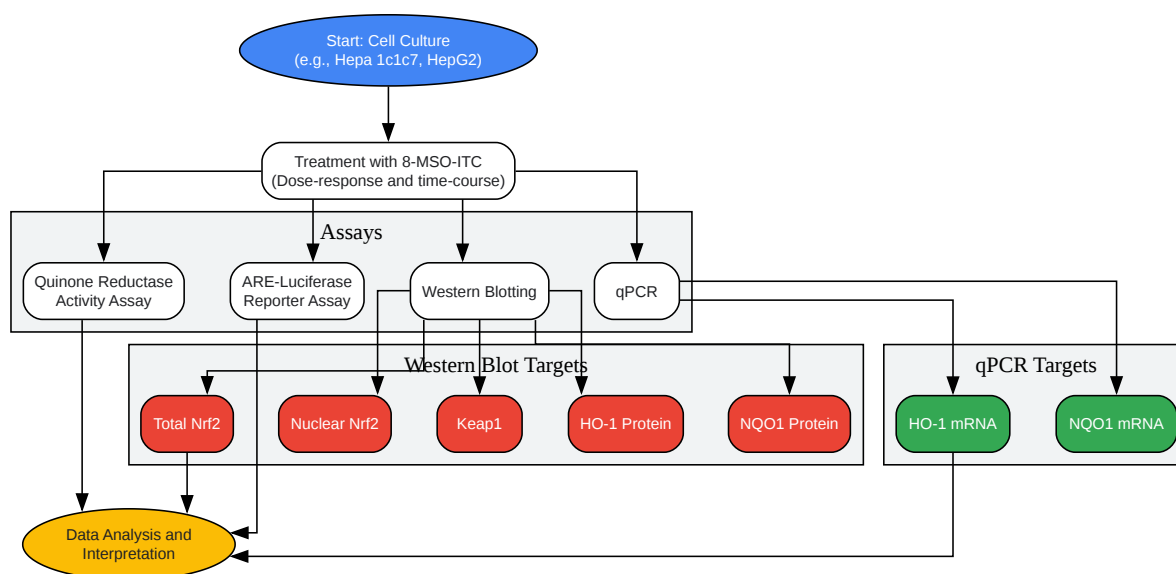 Start: Cell Culture
(e.g., Hepa 1c1c7, HepG2)
Treatment with 8-MSO-ITC
(Dose-response and time-course)
Assays
Quinone Reductase
Activity Assay
ARE-Luciferase
Reporter Assay
Western Blotting
qPCR
Western Blot Targets
qPCR Targets
Total Nrf2
Nuclear Nrf2
Keap1
HO-1 Protein
NQO1 Protein
HO-1 mRNA
NQO1 mRNA
Data Analysis and
Interpretation